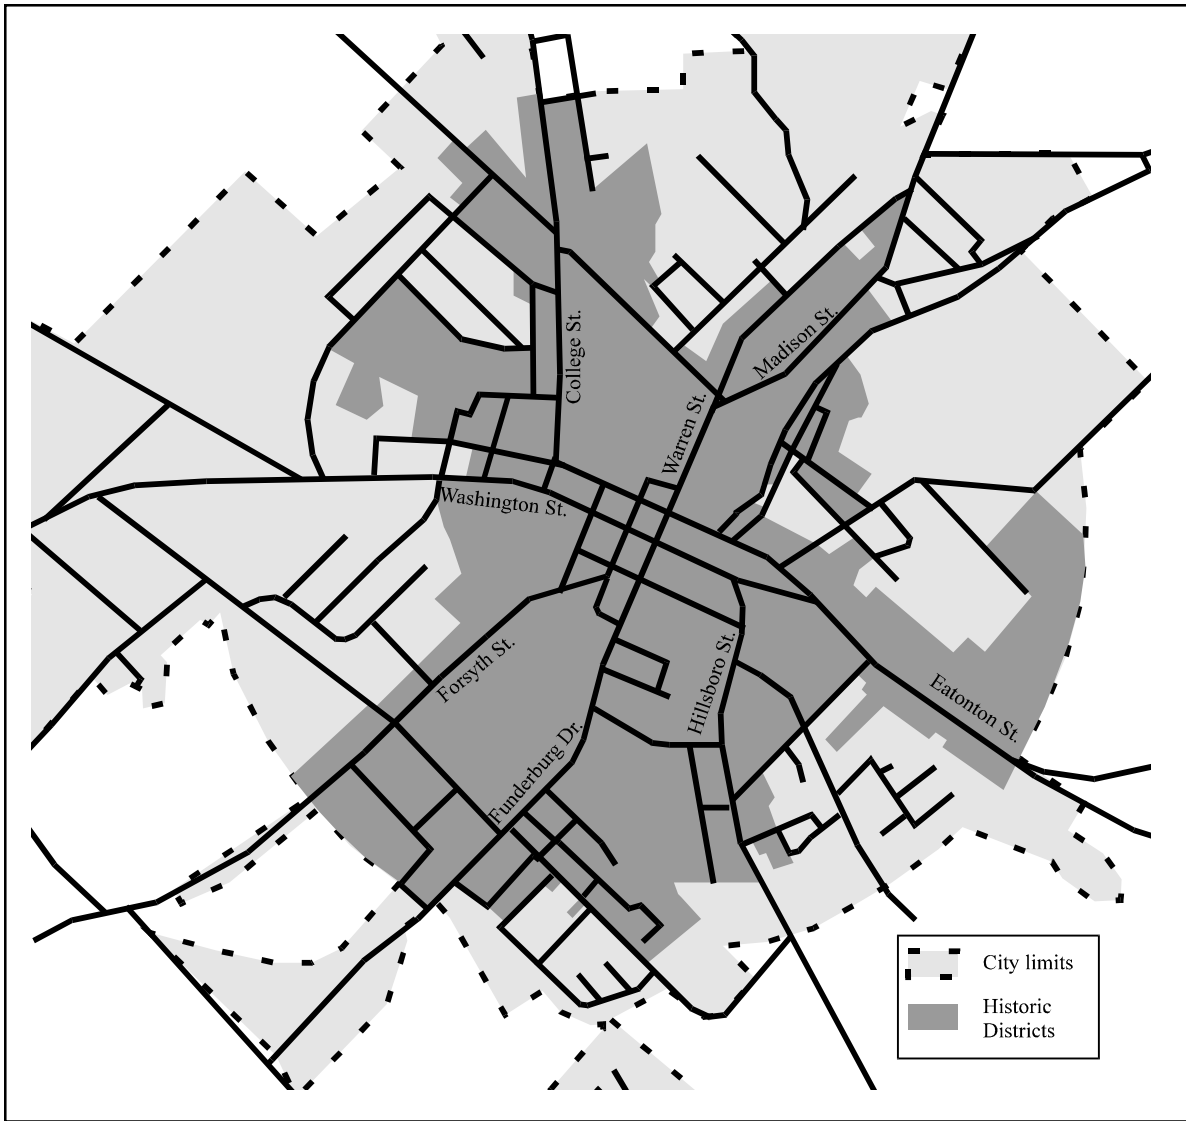 College St.
Madison St.
Warren St.
Washington St.
Forsyth St.
Hillsboro St.
Eatonton St.
Funderburg Dr.
City limits
Historic
Districts